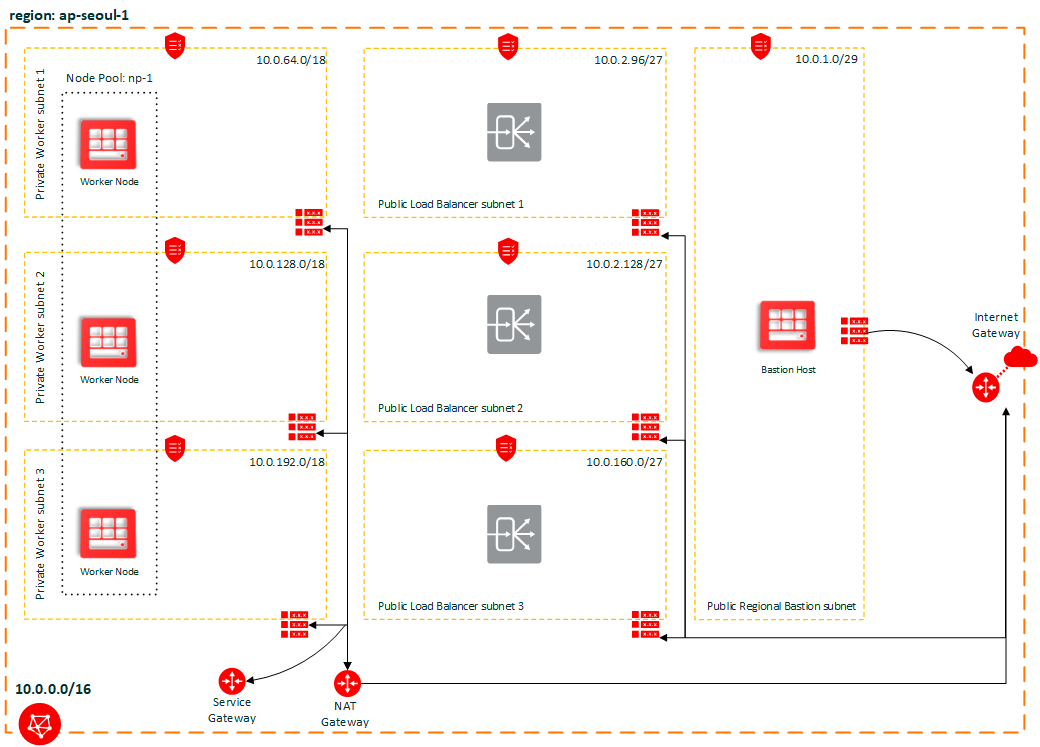 region: ap-seoul-1
10.0.64.0/18
Node Pool: np-1
Private Worker subnet 1
Worker Node
10.0.2.96/27
Public Load Balancer subnet 1
10.0.1.0/29
10.0.128.0/18
Private Worker subnet 2
Worker Node
10.0.2.128/27
Public Load Balancer subnet 2
Bastion Host
Internet
Gateway
10.0.192.0/18
Private Worker subnet 3
Worker Node
10.0.160.0/27
Public Load Balancer subnet 3
Public Regional Bastion subnet
10.0.0.0/16
Service
Gateway
NAT
Gateway